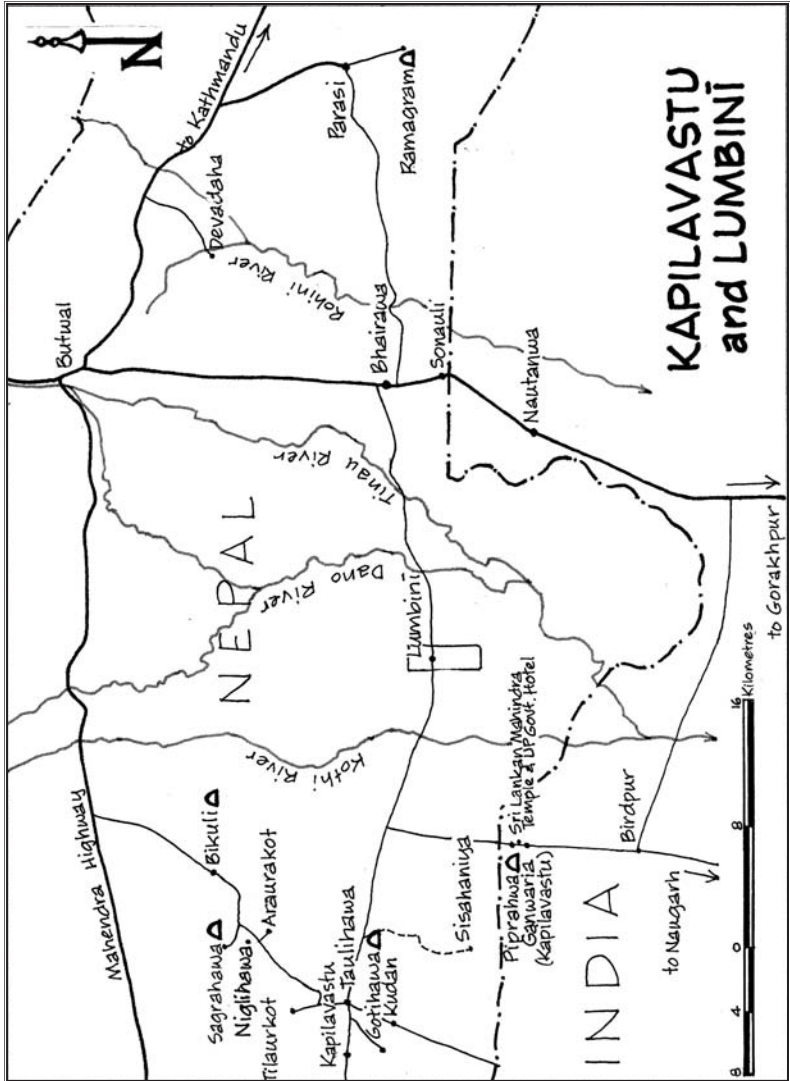 N
to Kathmandu
Parasi
Ramagram
Devadaha
Rohini River
Butwal
Bhairawa
Sonauli
Nautanwa
KAPILAVASTU
and LUMBINĪ
Tinau River
NEPAL
Dano River
Lumbinī
to Gorakhpur
Kothi River
Mahendra Highway
Bikuli
Araurakot
Sagrahawa
Niglihawa
Tilaurkot
Kapilavastu
Taulihawa
Gotihawa
Kudan
Sisahaniya
Sri Lankan Mahindra
Temple & UP Govt. Hotel
Piprahwa
Ganwaria
(Kapilavastu)
Birdpur
INDIA
to Naugarh
8 4 0 8 16
Kilometres